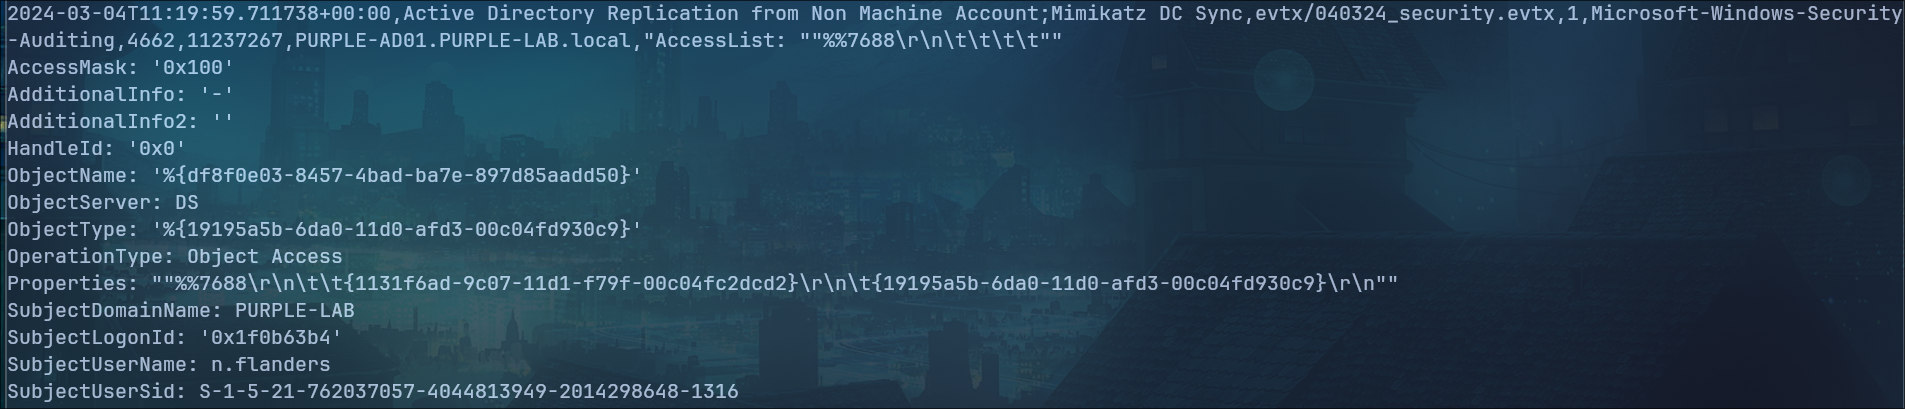 2024-03-04T11:19:59.711738+00:00,Active Directory Replication from Non Machine Account;Mimikatz DC Sync,evtx/040324_security.evtx,1,Microsoft-Windows-Security
-Auditing,4662,11237267,PURPLE-AD01.PURPLE-LAB.local,"AccessList: ""%%7688\r\n\t\t\t\t""
AccessMask: '0x100'
AdditionalInfo: '-'
AdditionalInfo2: ''
HandleId: '0x0'
ObjectName: '%{df8f0e03-8457-4bad-ba7e-897d85aadd50}'
ObjectServer: DS
ObjectType: '%{19195a5b-6da0-11d0-afd3-00c04fd930c9}'
OperationType: Object Access
Properties: ""%%7688\r\n\t\t{1131f6ad-9c07-11d1-f79f-00c04fc2dcd2}\r\n\t{19195a5b-6da0-11d0-afd3-00c04fd930c9}\r\n""
SubjectDomainName: PURPLE-LAB
SubjectLogonId: '0x1f0b63b4'
SubjectUserName: n.flanders
SubjectUserSid: S-1-5-21-762037057-4044813949-2014298648-1316